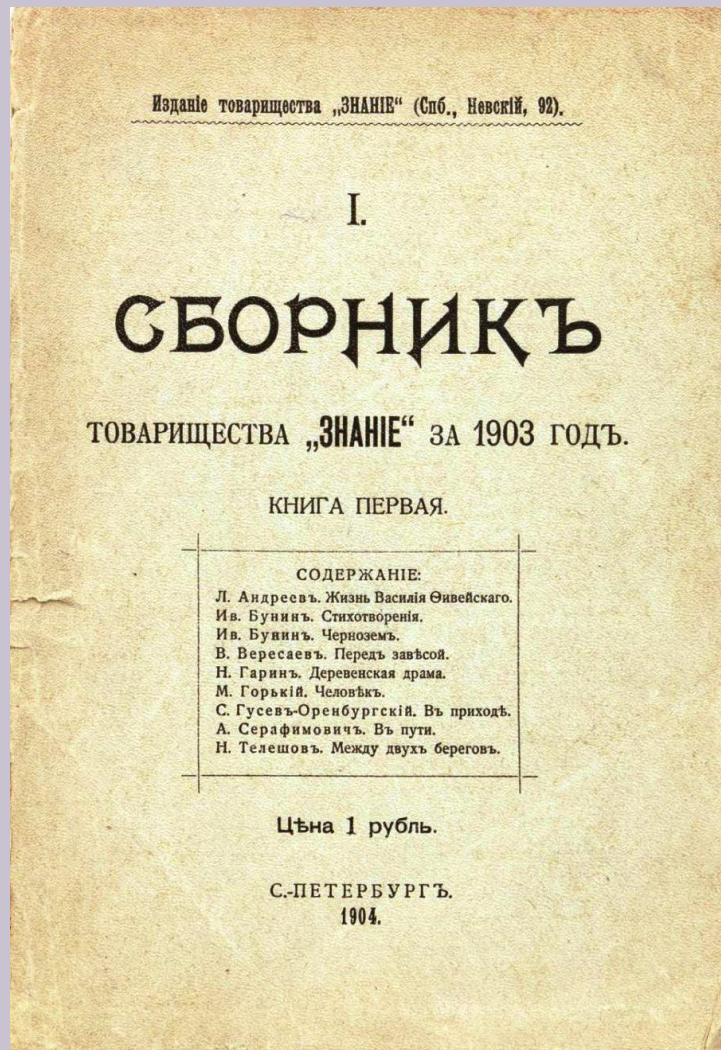 Изданіе товарищества „ЗНАНІЕ“ (Спб., Невскій, 92).
I.
СБОРНИКЪ
ТОВАРИЩЕСТВА „ЗНАНІЕ“ ЗА 1903 ГОДЪ.
КНИГА ПЕРВАЯ.
СОДЕРЖАНІЕ:
Л. Андреевъ. Жизнь Василія Ѳивейскаго.
Ив. Бунинъ. Стихотворенія.
Ив. Бунинъ. Черноземъ.
В. Вересаевъ. Передъ завѣсой.
Н. Гаринъ. Деревенская драма.
М. Горькій. Человѣкъ.
С. Гусевъ-Оренбургскій. Въ приходѣ.
А. Серафимовичъ. Въ пути.
Н. Телешовъ. Между двухъ береговъ.
Цѣна 1 рубль.
С.-ПЕТЕРБУРГЪ.
1904.